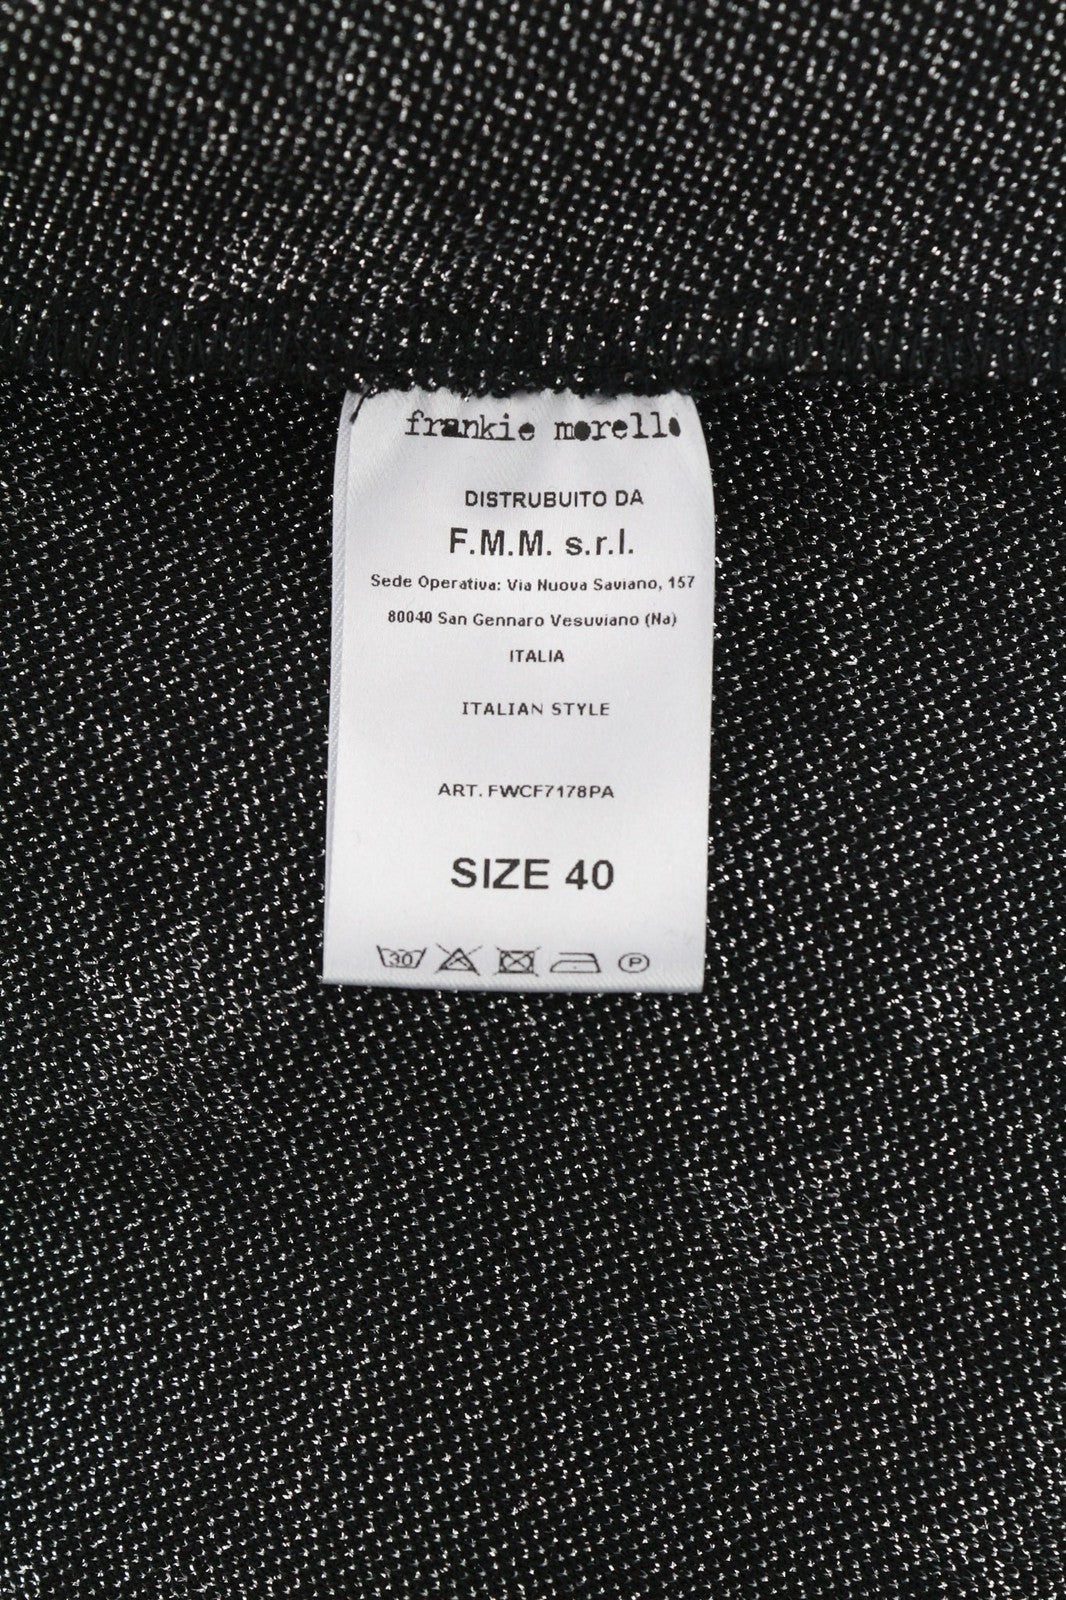 frankie morello
DISTRUBUITO DA
F.M.M. s.r.l.
Sede Operativa: Via Nuova Saviano, 157
80040 San Gennaro Vesuviano (Na)
ITALIA
ITALIAN STYLE
ART. FWCF7178PA
SIZE 40
30 P